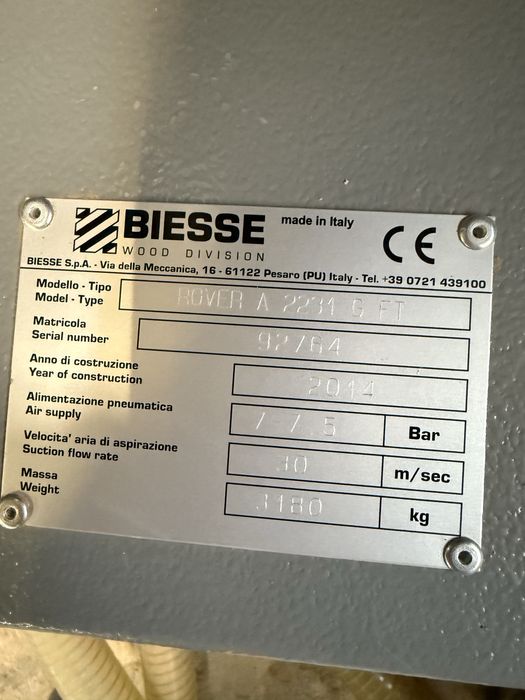 BIESSE
WOOD DIVISION
made in Italy
CE
BIESSE S.p.A. - Via della Meccanica, 16 - 61122 Pesaro (PU) Italy - Tel. +39 0721 439100
Modello - Tipo
Model - Type
ROVER A 2231 G FT
Matricola
Serial number
92764
Anno di costruzione
Year of construction
2014
Alimentazione pneumatica
Air supply
7-7.5 Bar
Velocita' aria di aspirazione
Suction flow rate
30 m/sec
Massa
Weight
3180 kg